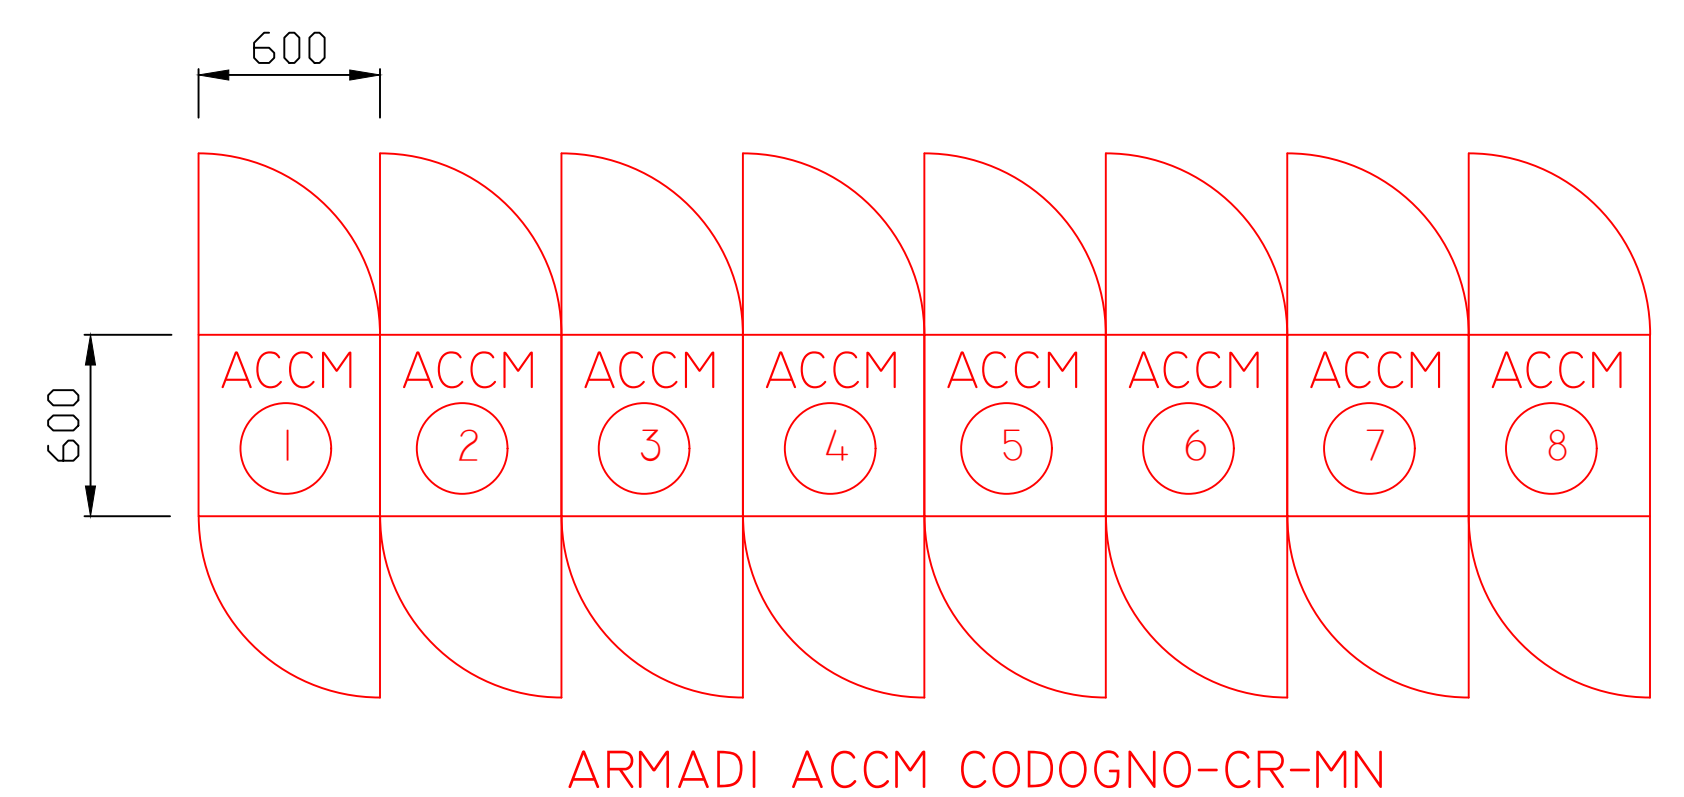 600
600
ACCM ACCM ACCM ACCM ACCM ACCM ACCM ACCM
1 2 3 4 5 6 7 8
ARMADI ACCM CODOGNO-CR-MN